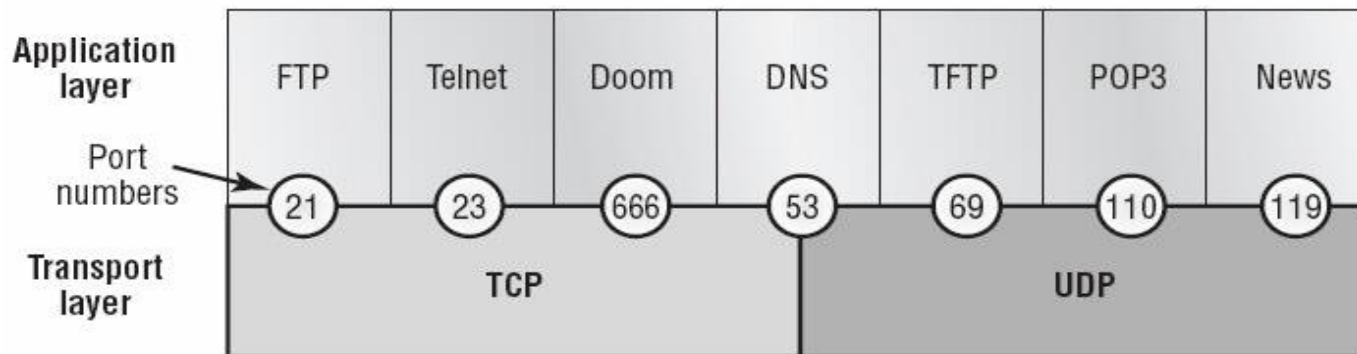 Application
layer
FTP Telnet Doom DNS TFTP POP3 News
Port
numbers
21 23 666 53 69 110 119
Transport
layer
TCP UDP